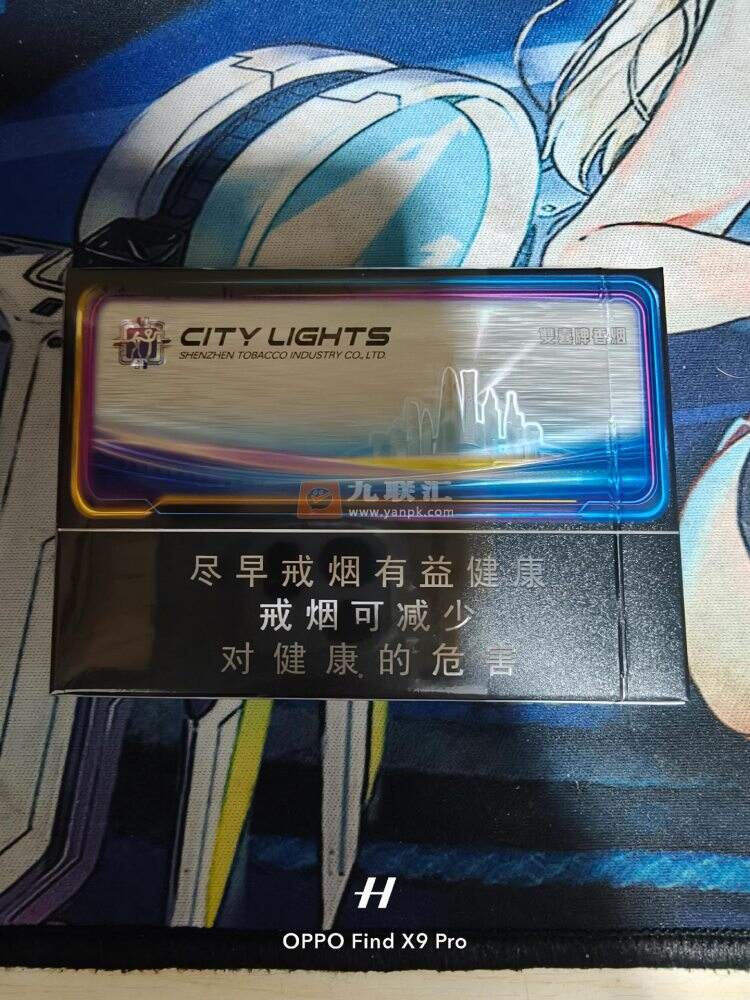 CITY LIGHTS
SHENZHEN TOBACCO INDUSTRY CO., LTD.
雙喜牌香烟
九联汇
www.yanpk.com
尽早戒烟有益健康
戒烟可减少
对健康的危害
H
OPPO Find X9 Pro